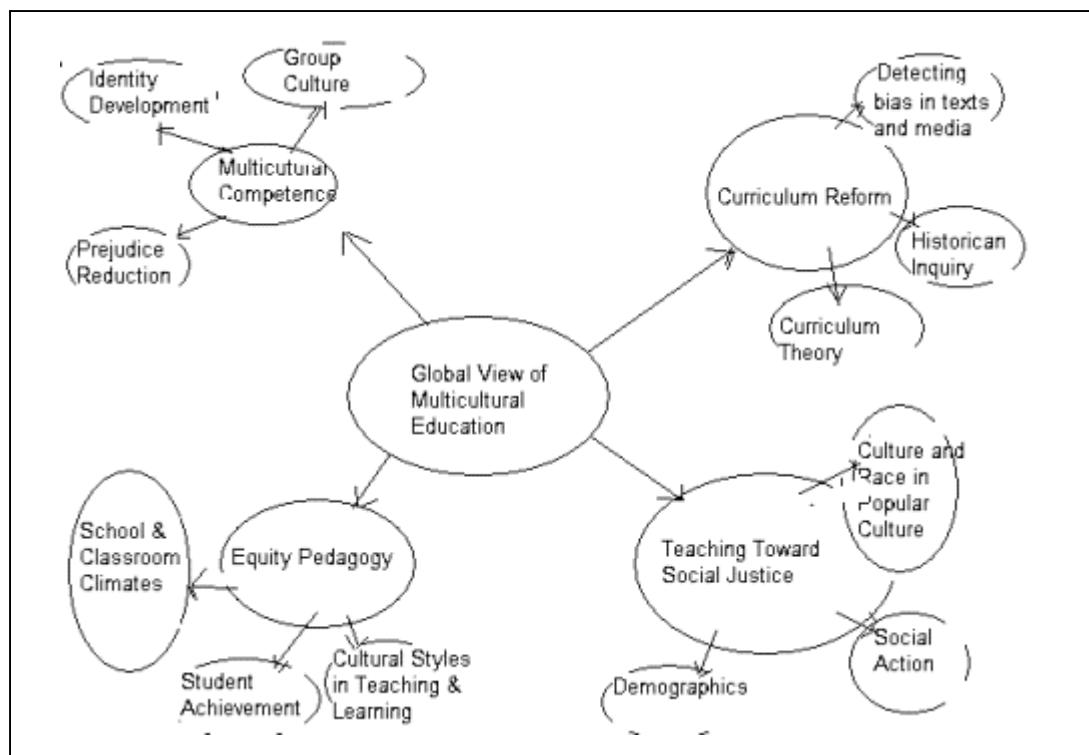 Identity
Development
Group
Culture
Multicutural
Competence
Prejudice
Reduction
Detecting
bias in texts
and media
Curriculum Reform
Historican
Inquiry
Curriculum
Theory
Global View of
Multicultural
Education
School &
Classroom
Climates
Equity Pedagogy
Student
Achievement
Cultural Styles
in Teaching &
Learning
Culture and
Race in
Popular
Culture
Teaching Toward
Social Justice
Social
Action
Demographics